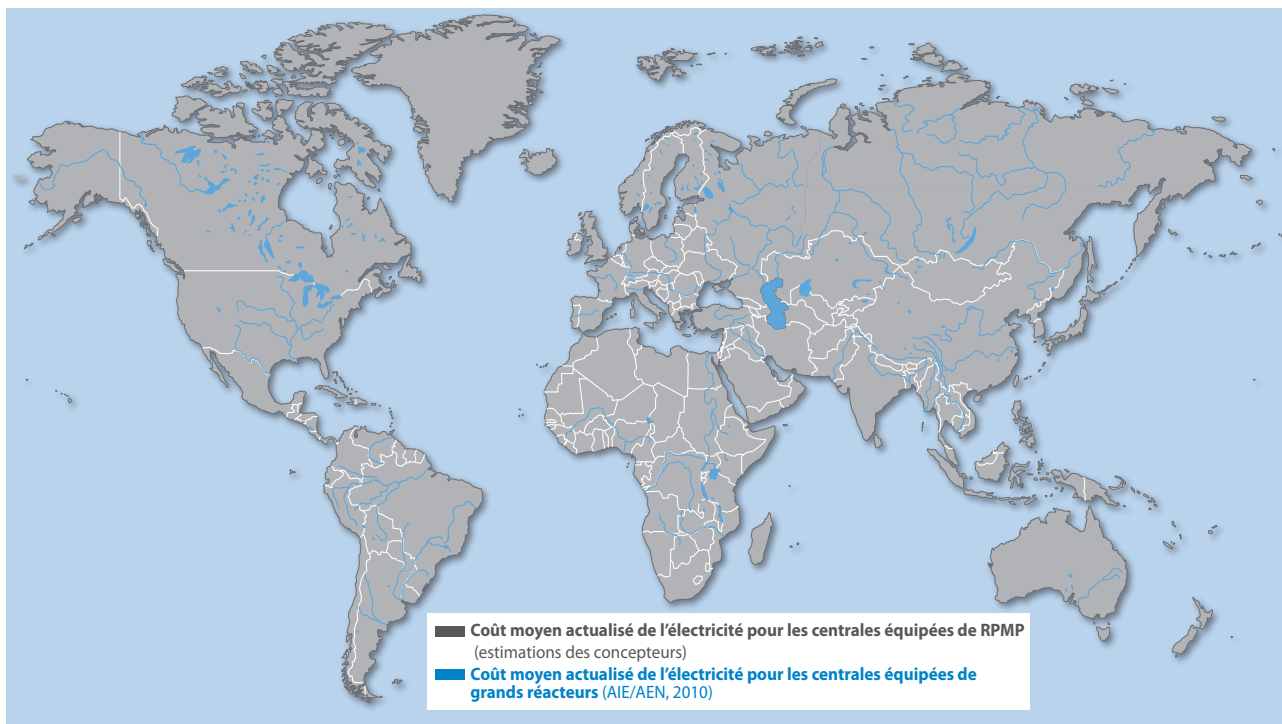 Coût moyen actualisé de l’électricité pour les centrales équipées de RPMP
(estimations des concepteurs)
Coût moyen actualisé de l’électricité pour les centrales équipées de
grands réacteurs (AIE/AEN, 2010)